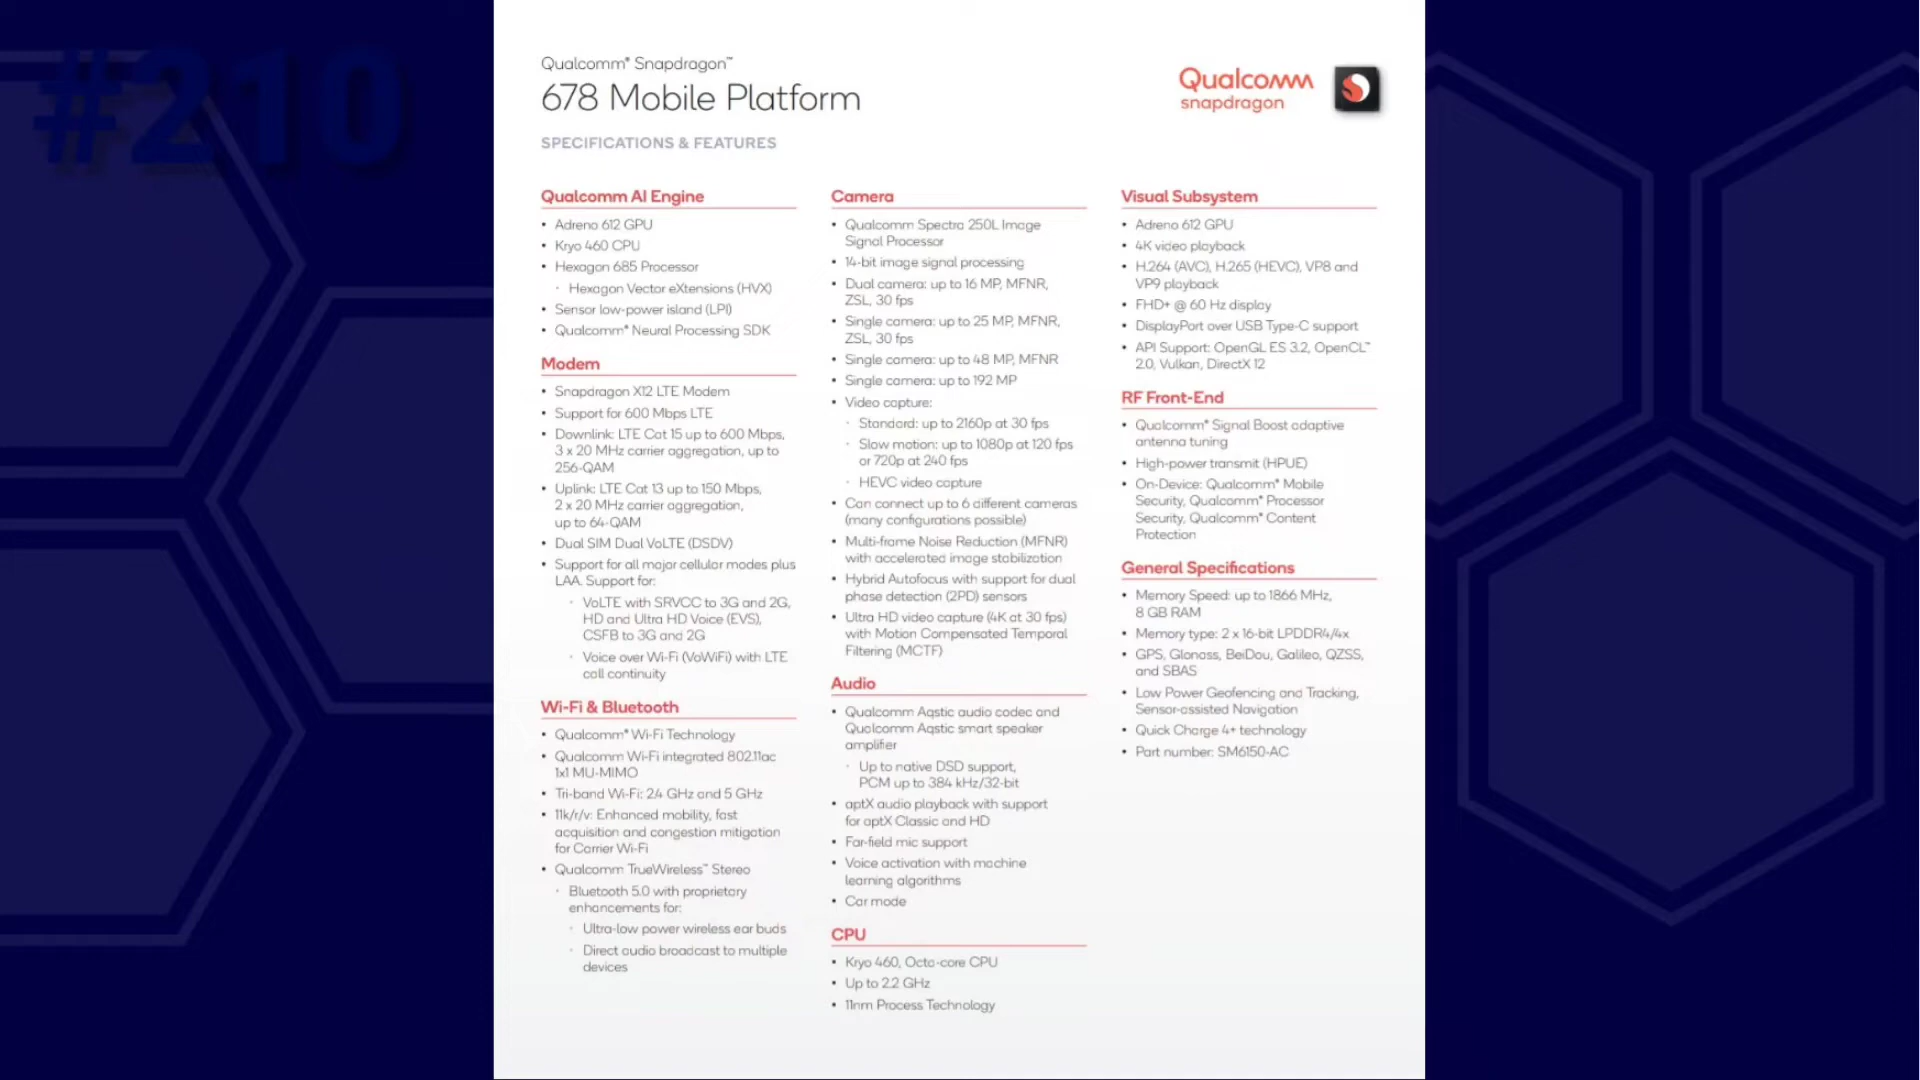 #210
Qualcomm® Snapdragon™
678 Mobile Platform
SPECIFICATIONS & FEATURES
Qualcomm
snapdragon
Qualcomm AI Engine
• Adreno 612 GPU
• Kryo 460 CPU
• Hexagon 685 Processor
· Hexagon Vector eXtensions (HVX)
• Sensor low-power island (LPI)
• Qualcomm® Neural Processing SDK
Modem
• Snapdragon X12 LTE Modem
• Support for 600 Mbps LTE
• Downlink: LTE Cat 15 up to 600 Mbps,
3 x 20 MHz carrier aggregation, up to
256-QAM
• Uplink: LTE Cat 13 up to 150 Mbps,
2 x 20 MHz carrier aggregation,
up to 64-QAM
• Dual SIM Dual VoLTE (DSDV)
• Support for all major cellular modes plus
LAA. Support for:
· VoLTE with SRVCC to 3G and 2G,
HD and Ultra HD Voice (EVS),
CSFB to 3G and 2G
· Voice over Wi-Fi (VoWiFi) with LTE
call continuity
Wi-Fi & Bluetooth
• Qualcomm® Wi-Fi Technology
• Qualcomm Wi-Fi integrated 802.11ac
1x1 MU-MIMO
• Tri-band Wi-Fi: 2.4 GHz and 5 GHz
• 11k/r/v: Enhanced mobility, fast
acquisition and congestion mitigation
for Carrier Wi-Fi
• Qualcomm TrueWireless™ Stereo
· Bluetooth 5.0 with proprietary
enhancements for:
· Ultra-low power wireless ear buds
· Direct audio broadcast to multiple
devices
Camera
• Qualcomm Spectra 250L Image
Signal Processor
• 14-bit image signal processing
• Dual camera: up to 16 MP, MFNR,
ZSL, 30 fps
• Single camera: up to 25 MP, MFNR,
ZSL, 30 fps
• Single camera: up to 48 MP, MFNR
• Single camera: up to 192 MP
• Video capture:
· Standard: up to 2160p at 30 fps
· Slow motion: up to 1080p at 120 fps
or 720p at 240 fps
· HEVC video capture
• Can connect up to 6 different cameras
(many configurations possible)
• Multi-frame Noise Reduction (MFNR)
with accelerated image stabilization
• Hybrid Autofocus with support for dual
phase detection (2PD) sensors
• Ultra HD video capture (4K at 30 fps)
with Motion Compensated Temporal
Filtering (MCTF)
Audio
• Qualcomm Aqstic audio codec and
Qualcomm Aqstic smart speaker
amplifier
· Up to native DSD support,
PCM up to 384 kHz/32-bit
• aptX audio playback with support
for aptX Classic and HD
• Far-field mic support
• Voice activation with machine
learning algorithms
• Car mode
CPU
• Kryo 460, Octa-core CPU
• Up to 2.2 GHz
• 11nm Process Technology
Visual Subsystem
• Adreno 612 GPU
• 4K video playback
• H.264 (AVC), H.265 (HEVC), VP8 and
VP9 playback
• FHD+ @ 60 Hz display
• DisplayPort over USB Type-C support
• API Support: OpenGL ES 3.2, OpenCL™
2.0, Vulkan, DirectX 12
RF Front-End
• Qualcomm® Signal Boost adaptive
antenna tuning
• High-power transmit (HPUE)
• On-Device: Qualcomm® Mobile
Security, Qualcomm® Processor
Security, Qualcomm® Content
Protection
General Specifications
• Memory Speed: up to 1866 MHz,
8 GB RAM
• Memory type: 2 x 16-bit LPDDR4/4x
• GPS, Glonass, BeiDou, Galileo, QZSS,
and SBAS
• Low Power Geofencing and Tracking,
Sensor-assisted Navigation
• Quick Charge 4+ technology
• Part number: SM6150-AC